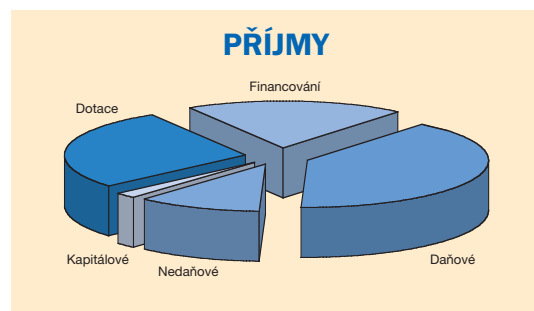 PŘÍJMY
Financování
Dotace
Kapitálové
Nedaňové
Daňové